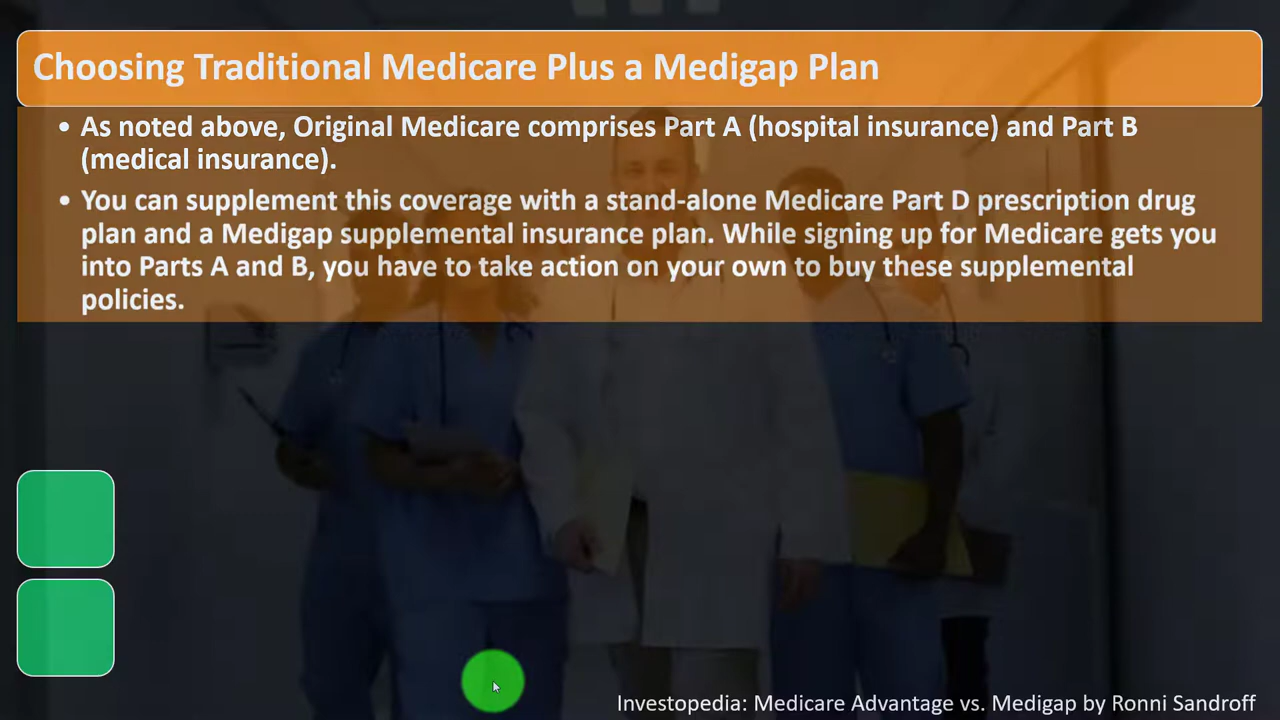 Choosing Traditional Medicare Plus a Medigap Plan
• As noted above, Original Medicare comprises Part A (hospital insurance) and Part B
(medical insurance).
• You can supplement this coverage with a stand-alone Medicare Part D prescription drug
plan and a Medigap supplemental insurance plan. While signing up for Medicare gets you
into Parts A and B, you have to take action on your own to buy these supplemental
policies.
Investopedia: Medicare Advantage vs. Medigap by Ronni Sandroff